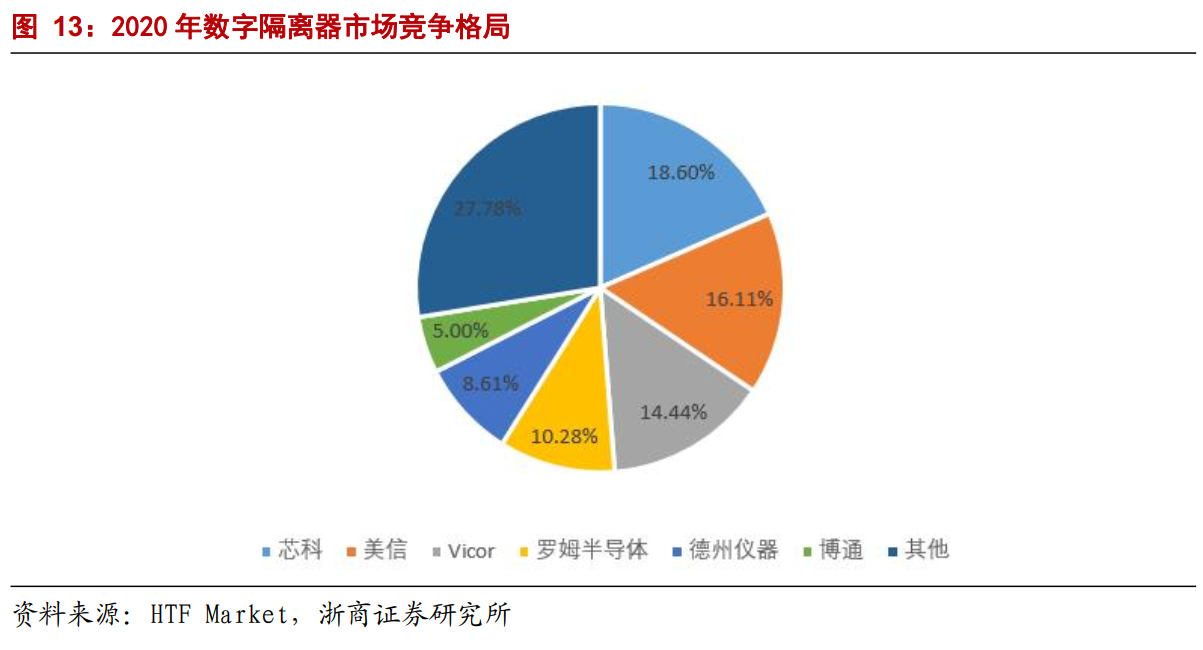 图 13：2020 年数字隔离器市场竞争格局
18.60%
27.78%
16.11%
5.00%
8.61%
14.44%
10.28%
芯科 美信 Vicor 罗姆半导体 德州仪器 博通 其他
资料来源：HTF Market，浙商证券研究所